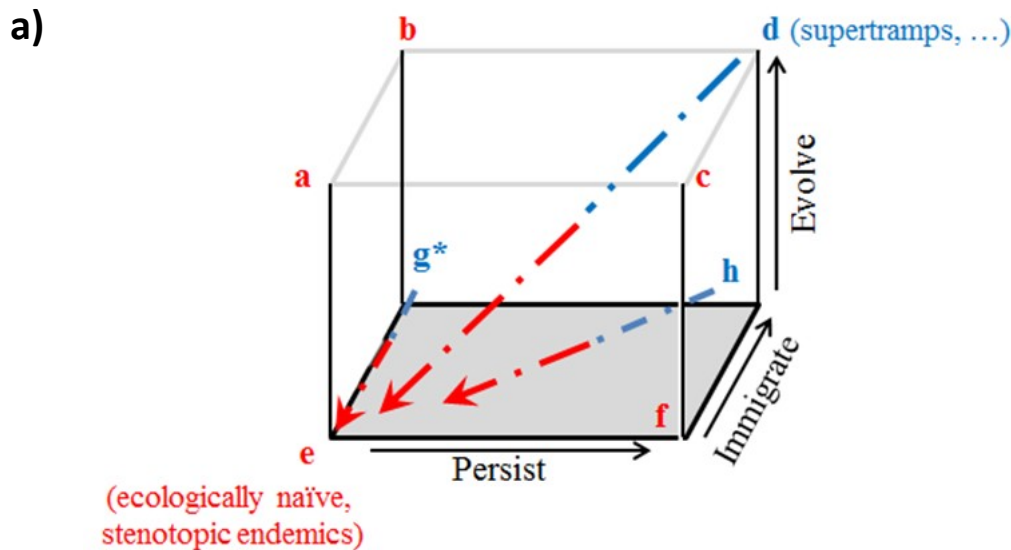 a)
b
d (supertramps, …)
a
c
Evolve
g*
h
Immigrate
f
e
Persist
(ecologically naïve,
stenotopic endemics)